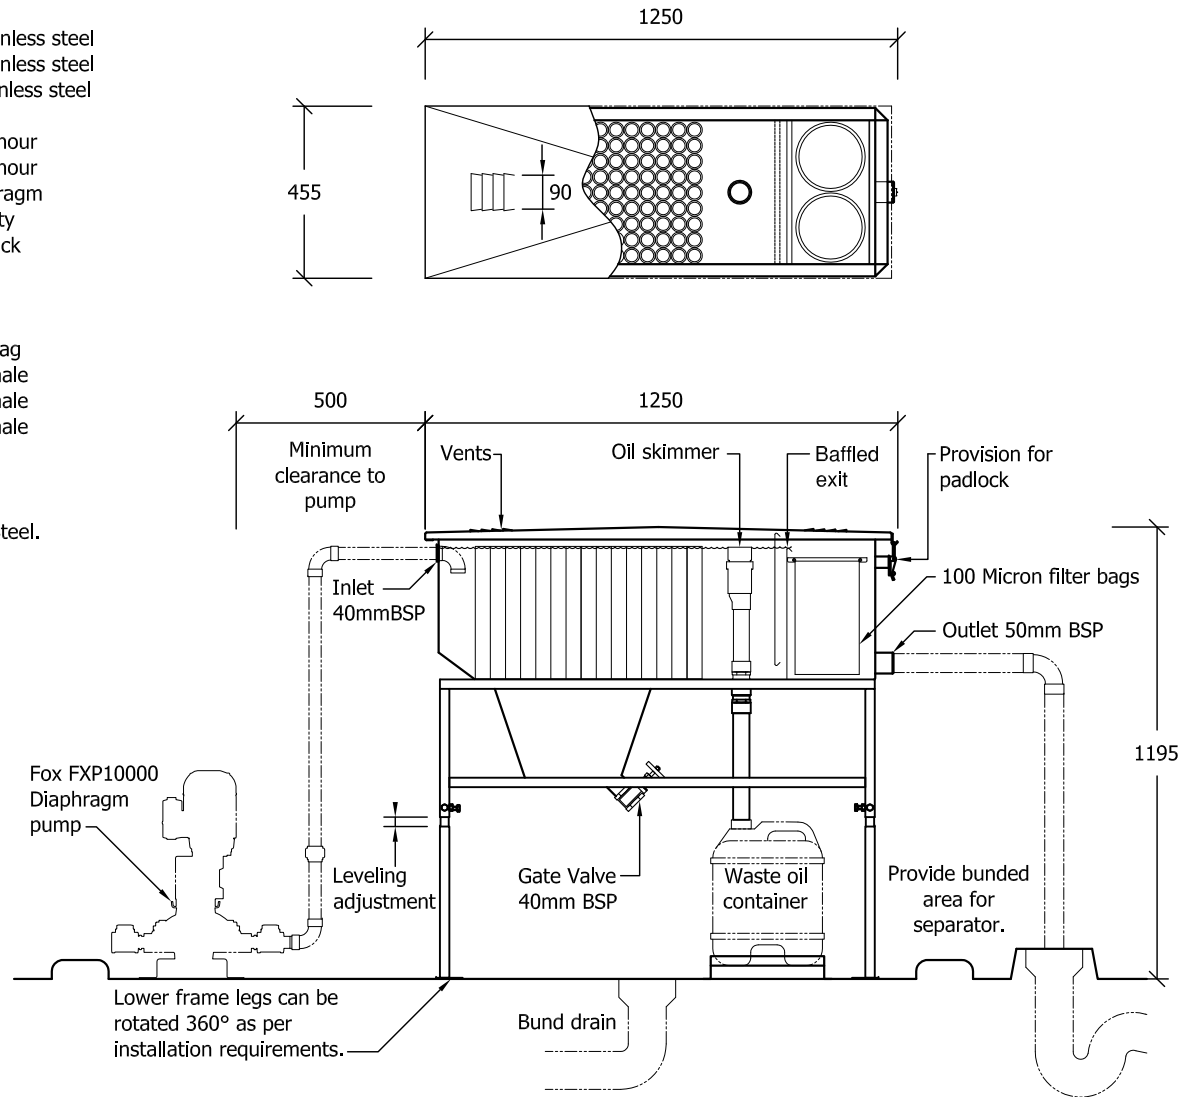 nless steel
nless steel
nless steel
hour
hour
ragm
ty
ck
ag
nale
nale
nale
steel.
1250
455
90
500
1250
Minimum
clearance to
pump
Vents
Oil skimmer
Baffled
exit
Provision for
padlock
Inlet
40mmBSP
100 Micron filter bags
Outlet 50mm BSP
1195
Fox FXP10000
Diaphragm
pump
Leveling
adjustment
Gate Valve
40mm BSP
Waste oil
container
Provide bunded
area for
separator.
Lower frame legs can be
rotated 360° as per
installation requirements.
Bund drain